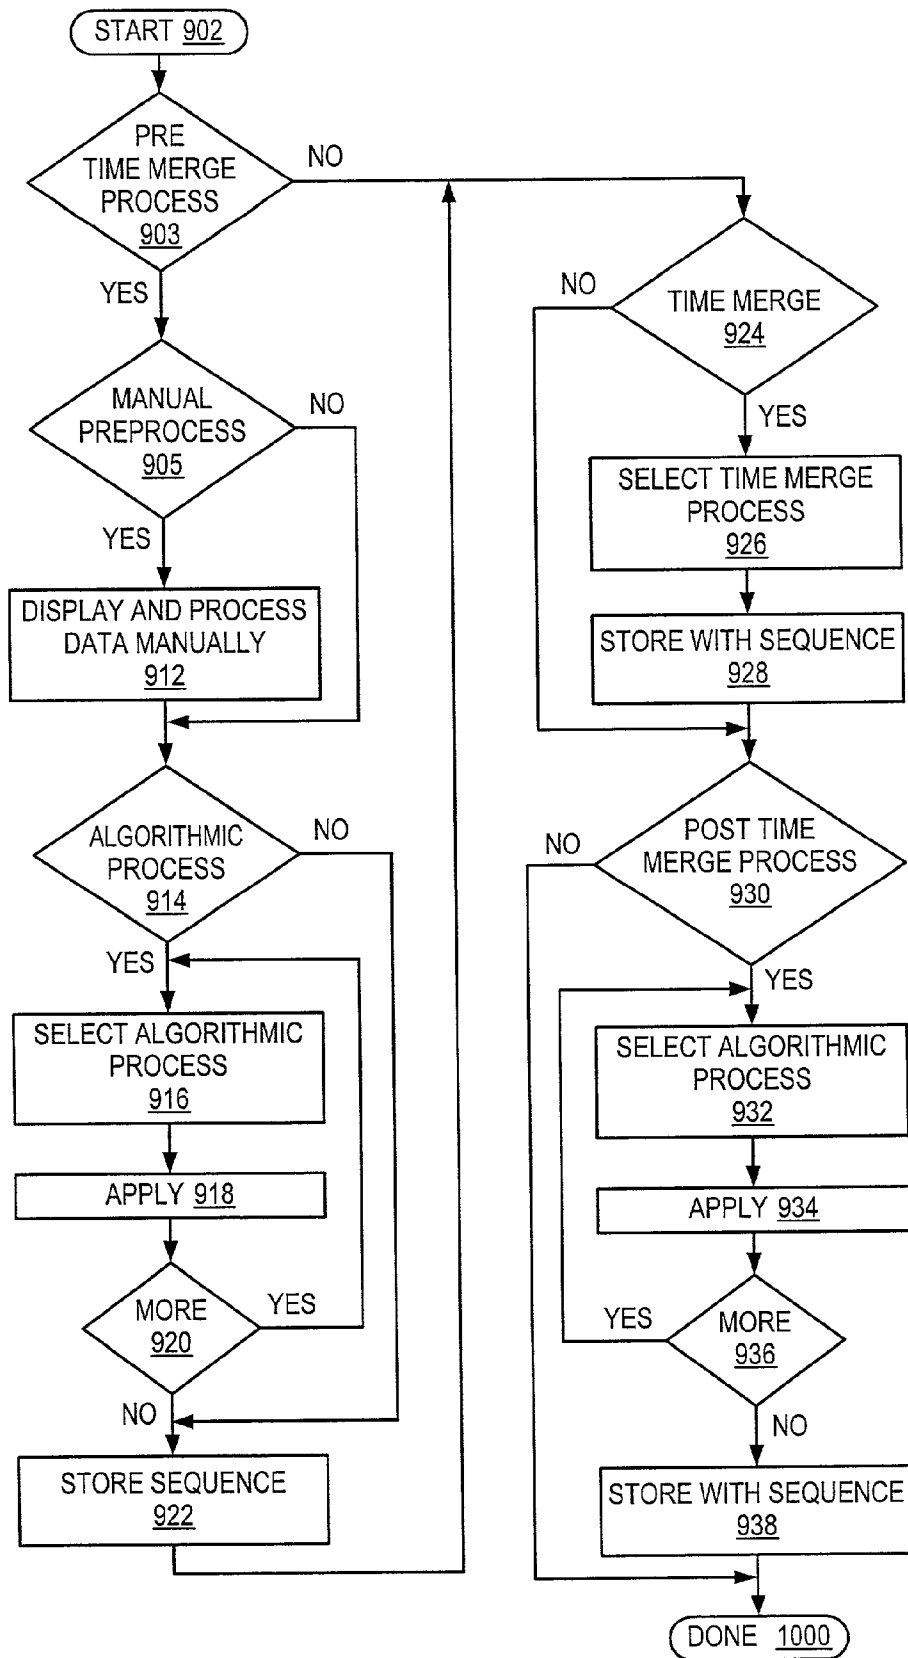 START 902
PRE
TIME MERGE
PROCESS
903
NO
YES
MANUAL
PREPROCESS
905
NO
YES
DISPLAY AND PROCESS
DATA MANUALLY
912
ALGORITHMIC
PROCESS
914
NO
YES
SELECT ALGORITHMIC
PROCESS
916
APPLY 918
MORE
920
YES
NO
STORE SEQUENCE
922
TIME MERGE
924
NO
YES
SELECT TIME MERGE
PROCESS
926
STORE WITH SEQUENCE
928
POST TIME
MERGE PROCESS
930
NO
YES
SELECT ALGORITHMIC
PROCESS
932
APPLY 934
MORE
936
YES
NO
STORE WITH SEQUENCE
938
DONE 1000